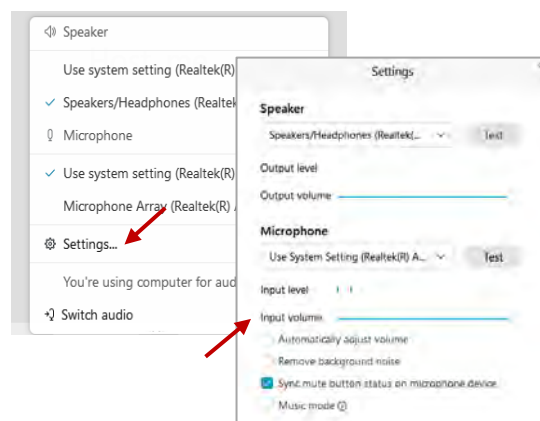 Speaker
Use system setting (Realtek(R)
Speakers/Headphones (Realtek
Microphone
Use system setting (Realtek(R)
Microphone Array (Realtek(R) A
Settings...
You're using computer for aud
Switch audio
Settings
Speaker
Speakers/Headphones (Realtek(... Test
Output level
Output volume
Microphone
Use System Setting (Realtek(R) A... Test
Input level
Input volume
Automatically adjust volume
Remove background noise
Sync mute button status on microphone device
Music mode